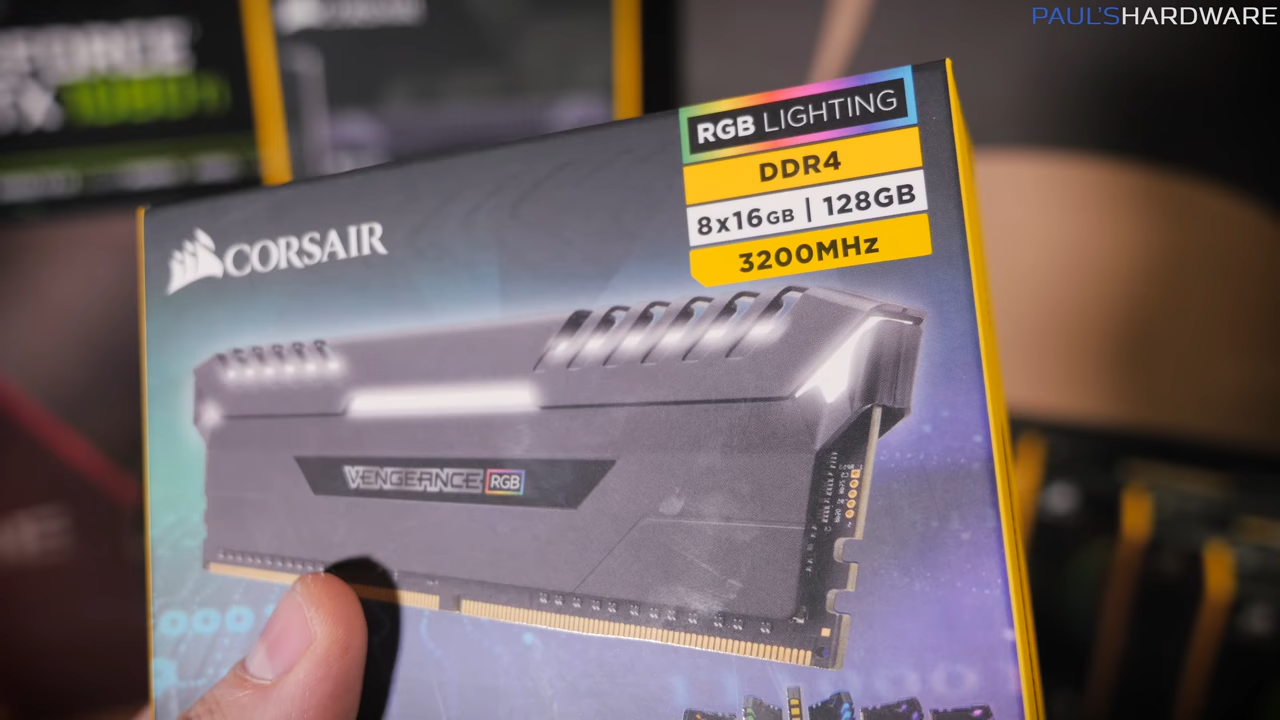 PAUL'SHARDWARE
RGB LIGHTING
DDR4
8x16GB | 128GB
3200MHz
CORSAIR
VENGEANCE RGB